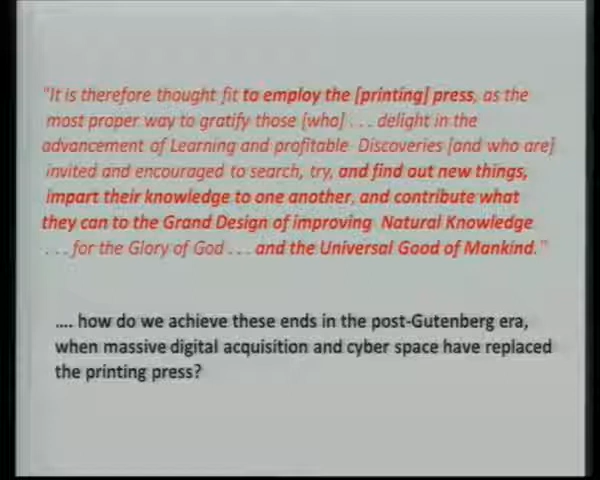 "It is therefore thought fit to employ the [printing] press, as the
most proper way to gratify those [who] . . . delight in the
advancement of Learning and profitable Discoveries [and who are]
invited and encouraged to search, try, and find out new things,
impart their knowledge to one another, and contribute what
they can to the Grand Design of improving Natural Knowledge
. . . for the Glory of God . . . and the Universal Good of Mankind."
.... how do we achieve these ends in the post-Gutenberg era,
when massive digital acquisition and cyber space have replaced
the printing press?